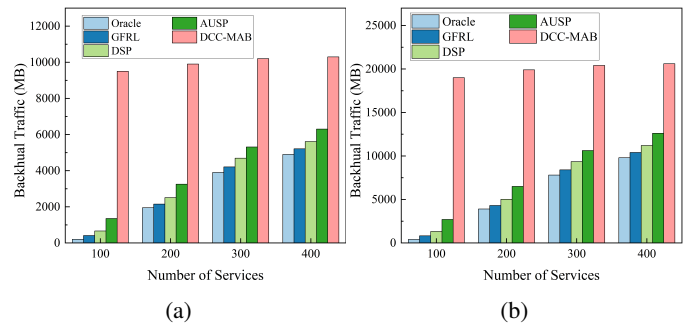 Oracle AUSP
GFRL DCC-MAB
DSP
12000
10000
8000
6000
4000
2000
0
Backhual Traffic (MB)
100 200 300 400
Number of Services
(a)
Oracle AUSP
GFRL DCC-MAB
DSP
25000
20000
15000
10000
5000
0
Backhual Traffic (MB)
100 200 300 400
Number of Services
(b)